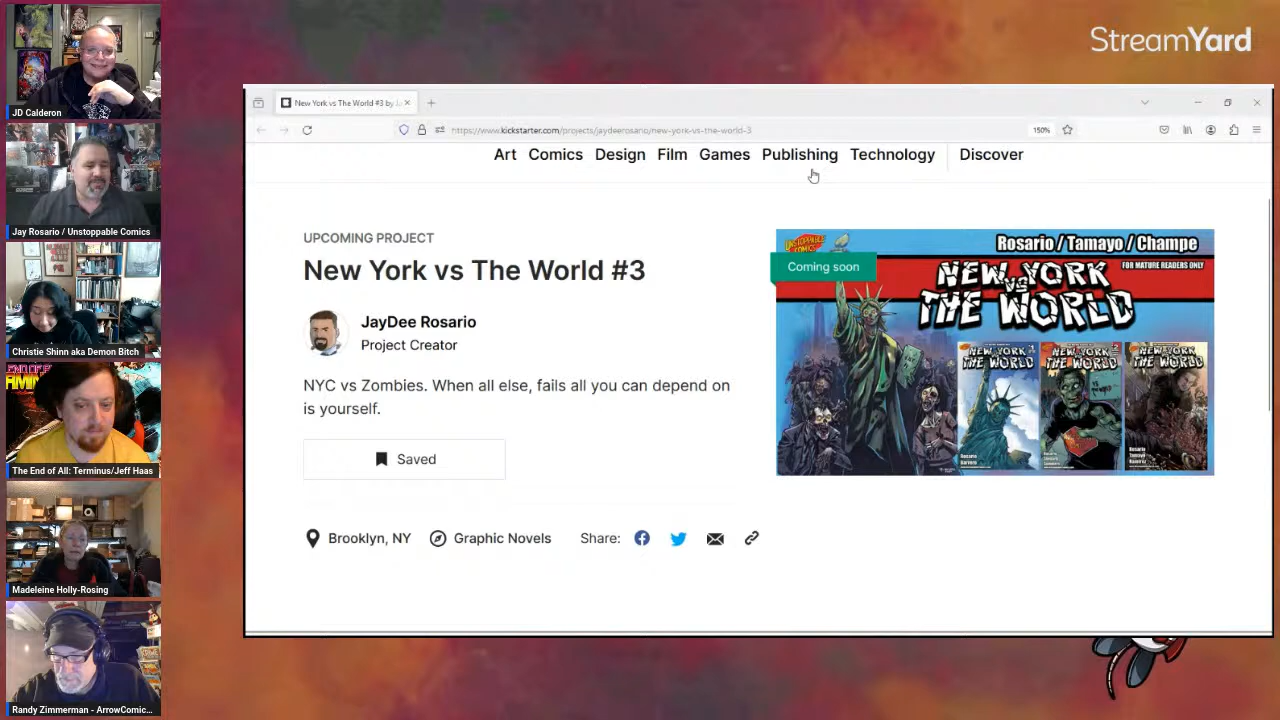 StreamYard
JD Calderon
Jay Rosario / Unstoppable Comics
Christie Shinn aka Demon Bitch
The End of All: Terminus/Jeff Haas
Madeleine Holly-Rosing
Randy Zimmerman - ArrowComic...
New York vs The World #3 by J
https://www.kickstarter.com/projects/jaydeerosario/new-york-vs-the-world-3
150%
Art Comics Design Film Games Publishing Technology Discover
UPCOMING PROJECT
New York vs The World #3
JayDee Rosario
Project Creator
NYC vs Zombies. When all else, fails all you can depend on
is yourself.
Saved
Brooklyn, NY Graphic Novels Share:
UNSTOPPABLE
COMICS
Rosario / Tamayo / Champe
Coming soon
NEW YORK
VS
THE WORLD
FOR MATURE READERS ONLY
NEW YORK
THE WORLD
NEW YORK
THE WORLD
NEW YORK
THE WORLD